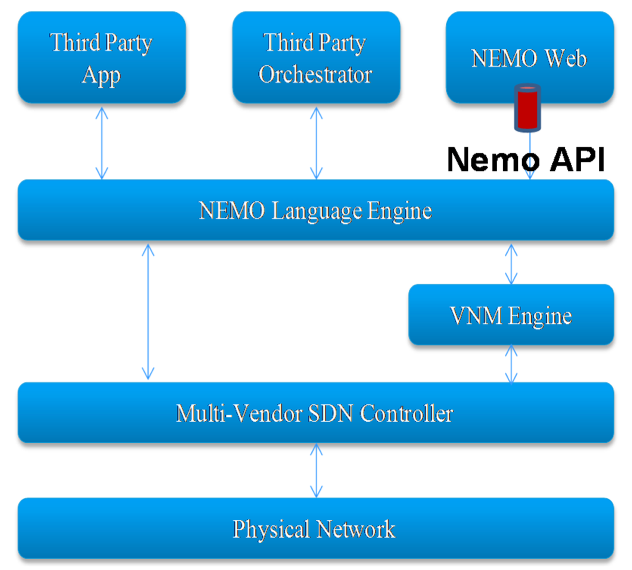 Third Party
App
Third Party
Orchestrator
NEMO Web
Nemo API
NEMO Language Engine
VNM Engine
Multi-Vendor SDN Controller
Physical Network